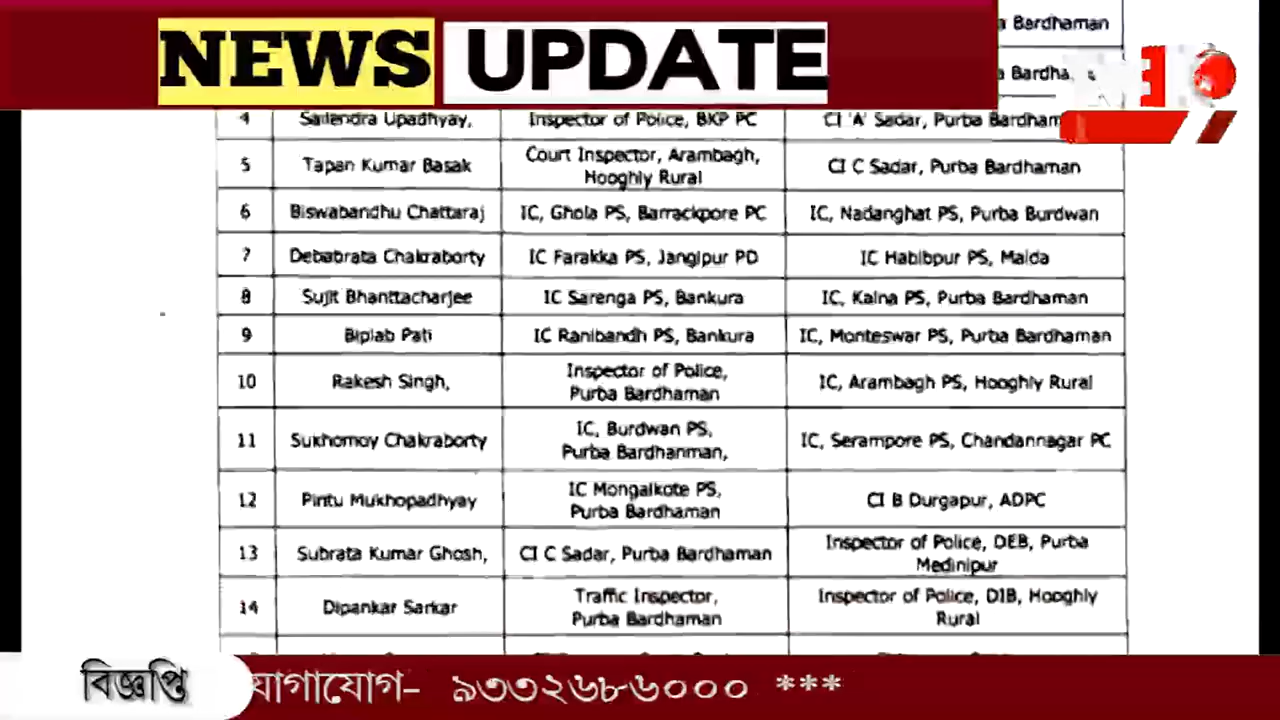 NEWS UPDATE
Bardhaman
4 Sailendra Upadhyay, Inspector of Police, BKP PC CI 'A' Sadar, Purba
5 Tapan Kumar Basak Court Inspector, Arambagh, Hooghly Rural CI C Sadar, Purba Bardhaman
6 Biswabandhu Chattaraj IC, Ghola PS, Barrackpore PC IC, Nadanghat PS, Purba Burdwan
7 Debabrata Chakraborty IC Farakka PS, Jangipur PD IC Habibpur PS, Malda
8 Sujit Bhanttacharjee IC Sarenga PS, Bankura IC, Kalna PS, Purba Bardhaman
9 Biplab Pati IC Ranibandh PS, Bankura IC, Monteswar PS, Purba Bardhaman
10 Rakesh Singh, Inspector of Police, Purba Bardhaman IC, Arambagh PS, Hooghly Rural
11 Sukhomoy Chakraborty IC, Burdwan PS, Purba Bardhanman, IC, Serampore PS, Chandannagar PC
12 Pintu Mukhopadhyay IC Mongalkote PS, Purba Bardhaman CI B Durgapur, ADPC
13 Subrata Kumar Ghosh, CI C Sadar, Purba Bardhaman Inspector of Police, DEB, Purba Medinipur
14 Dipankar Sarkar Traffic Inspector, Purba Bardhaman Inspector of Police, DIB, Hooghly Rural
বিজ্ঞপ্তি যোগাযোগ- ৯৩৩২৬৮৬০০০ ***